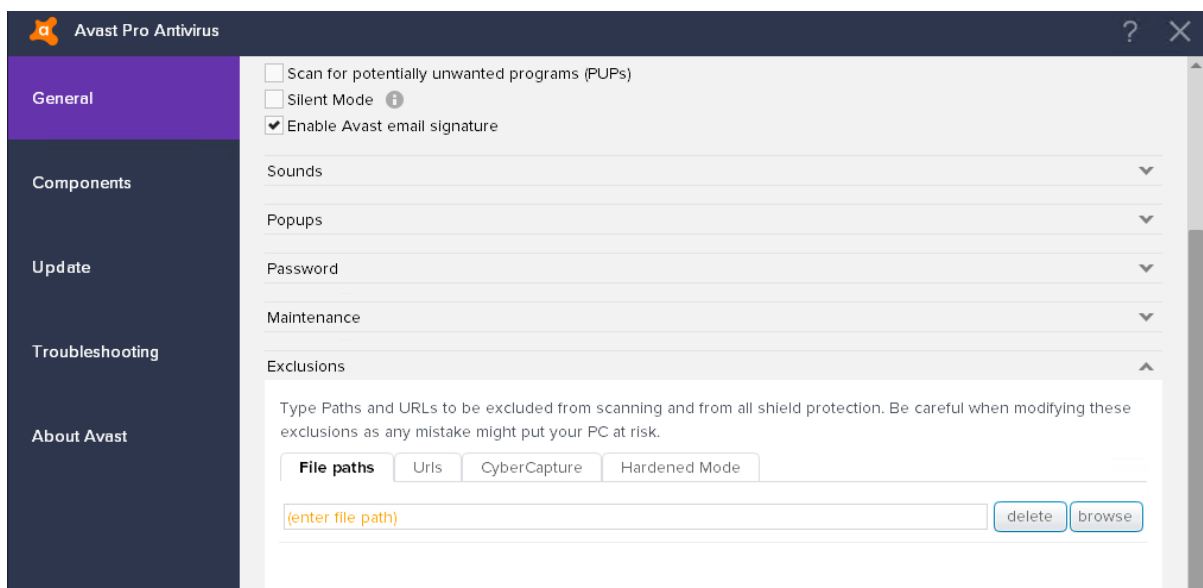 Avast Pro Antivirus
?
General
Components
Update
Troubleshooting
About Avast
Scan for potentially unwanted programs (PUPs)
Silent Mode i
Enable Avast email signature
Sounds
Popups
Password
Maintenance
Exclusions
Type Paths and URLs to be excluded from scanning and from all shield protection. Be careful when modifying these
exclusions as any mistake might put your PC at risk.
File paths Urls CyberCapture Hardened Mode
(enter file path) delete browse